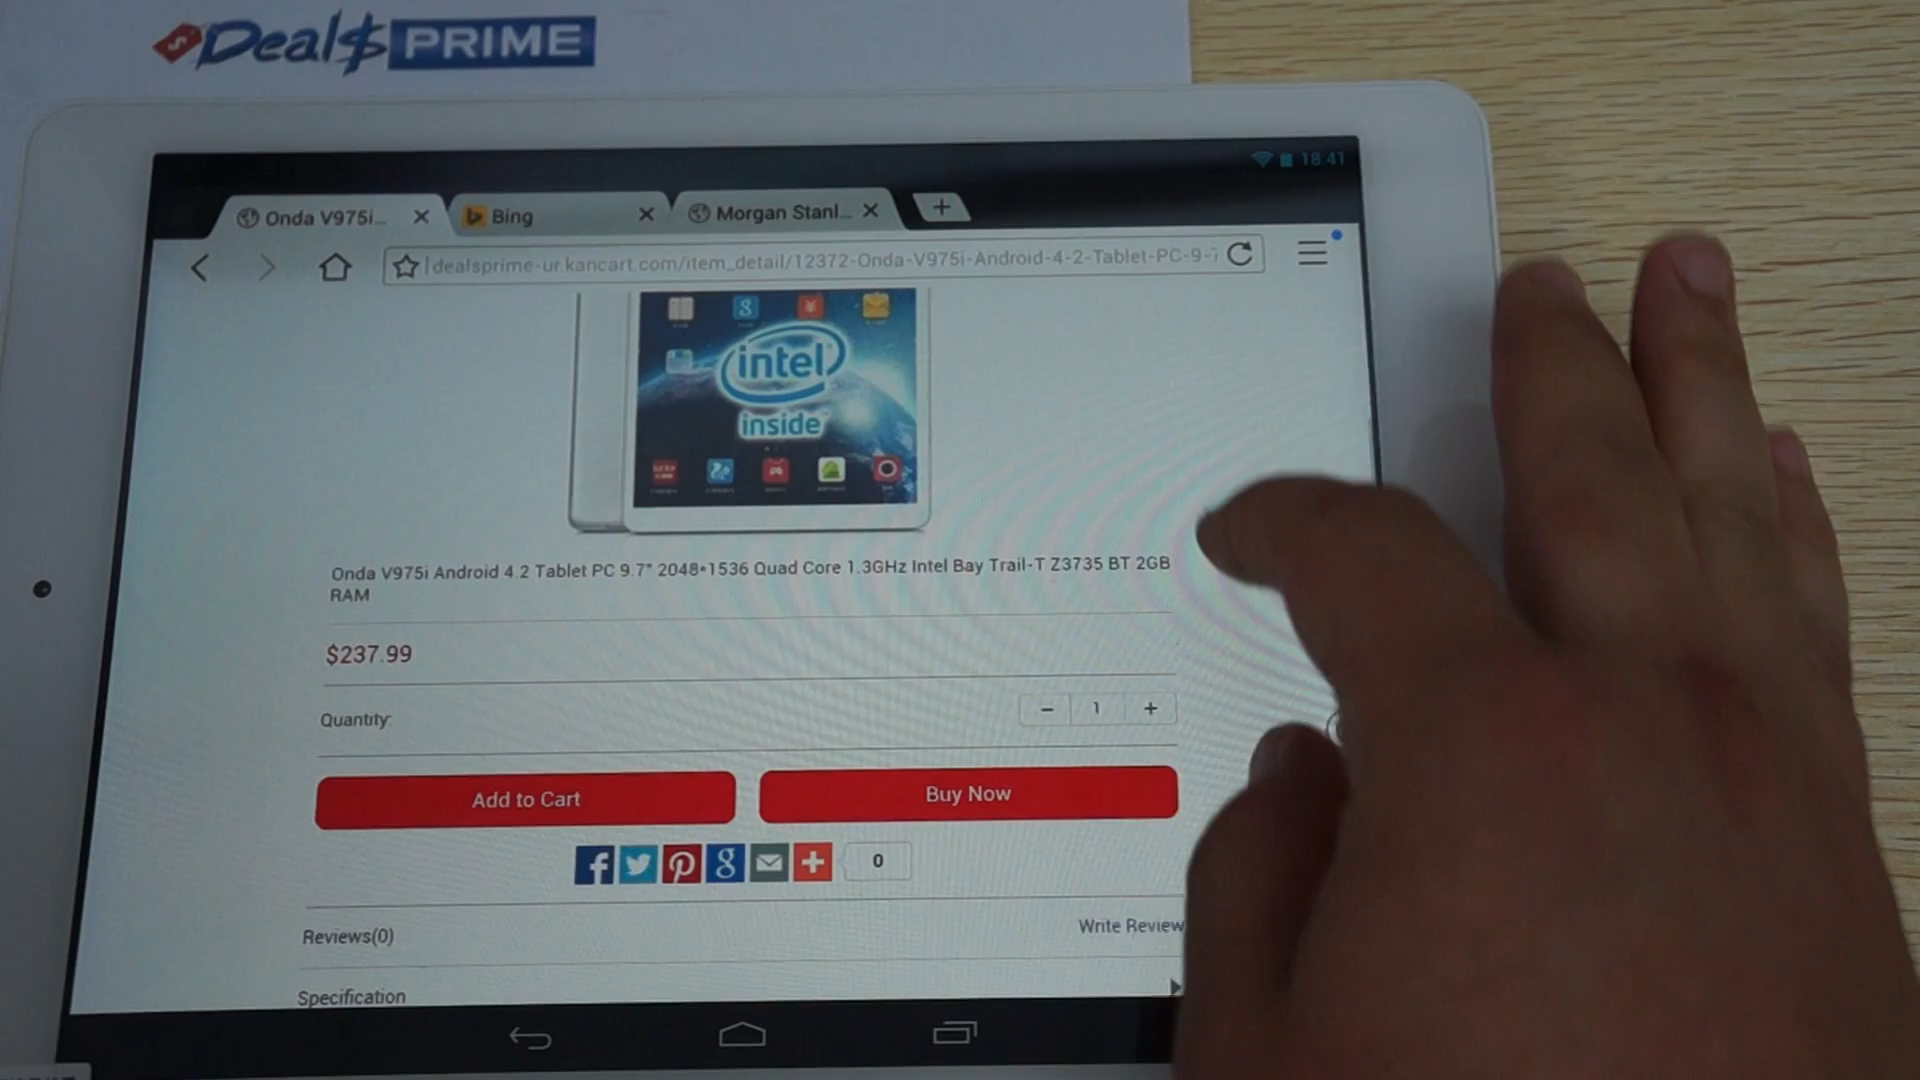 Deal$ PRIME
18:41
Onda V975i...
Bing
Morgan Stanl...
dealsprime-ur.kancart.com/item_detail/12372-Onda-V975i-Android-4-2-Tablet-PC-9-7
intel
inside
Onda V975i Android 4.2 Tablet PC 9.7" 2048*1536 Quad Core 1.3GHz Intel Bay Trail-T Z3735 BT 2GB
RAM
$237.99
Quantity:
− 1 +
Add to Cart
Buy Now
0
Reviews(0)
Write Review
Specification